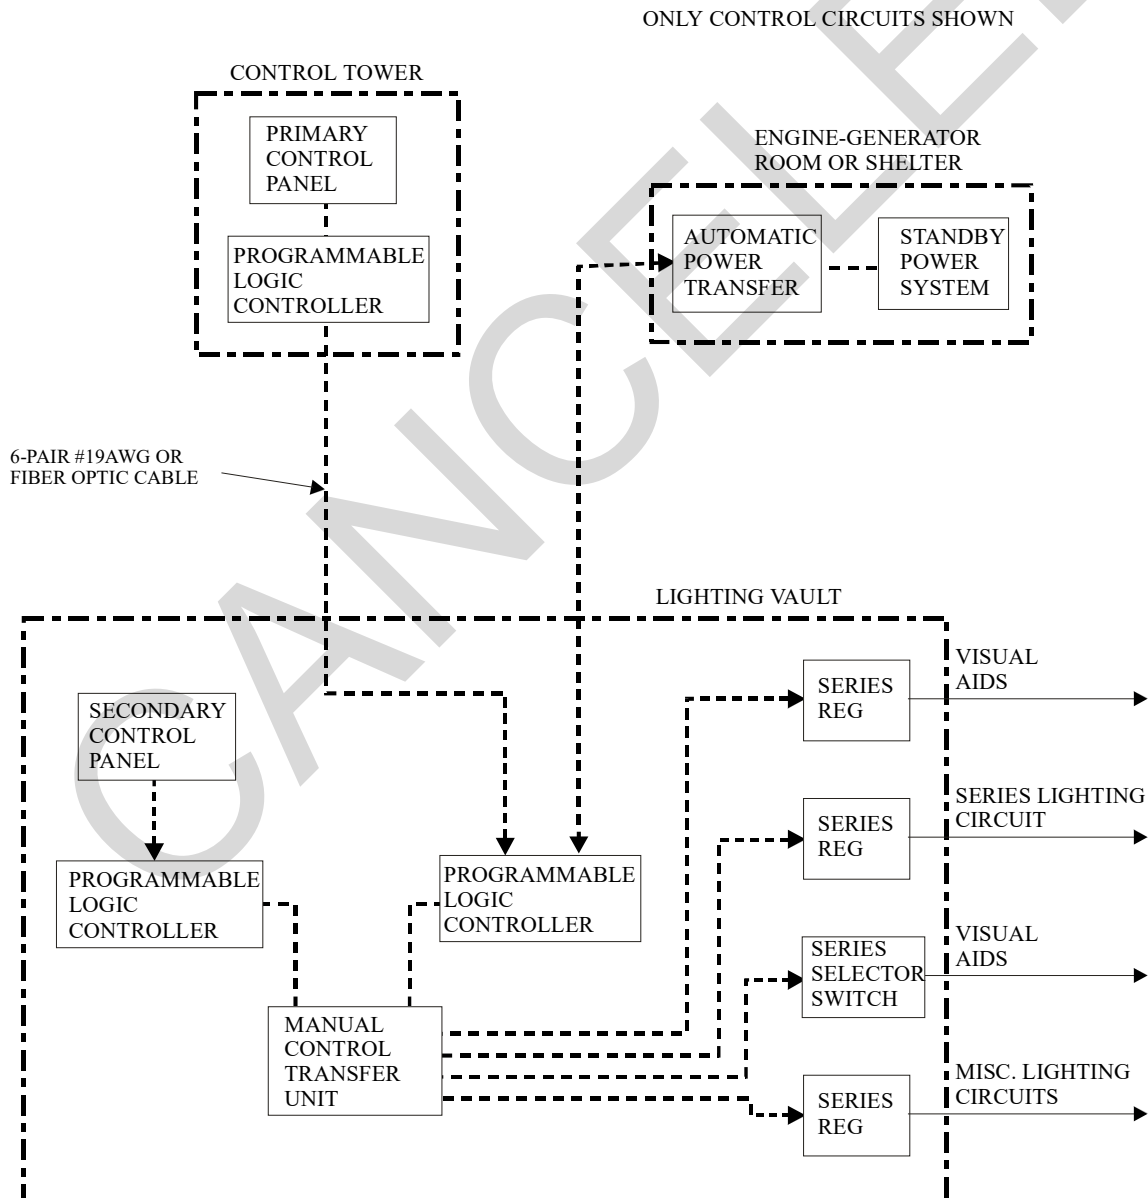 ONLY CONTROL CIRCUITS SHOWN
CONTROL TOWER
PRIMARY
CONTROL
PANEL
PROGRAMMABLE
LOGIC
CONTROLLER
ENGINE-GENERATOR
ROOM OR SHELTER
AUTOMATIC
POWER
TRANSFER
STANDBY
POWER
SYSTEM
6-PAIR #19AWG OR
FIBER OPTIC CABLE
LIGHTING VAULT
SECONDARY
CONTROL
PANEL
PROGRAMMABLE
LOGIC
CONTROLLER
PROGRAMMABLE
LOGIC
CONTROLLER
MANUAL
CONTROL
TRANSFER
UNIT
SERIES
REG
VISUAL
AIDS
SERIES
REG
SERIES LIGHTING
CIRCUIT
SERIES
SELECTOR
SWITCH
VISUAL
AIDS
SERIES
REG
MISC. LIGHTING
CIRCUITS